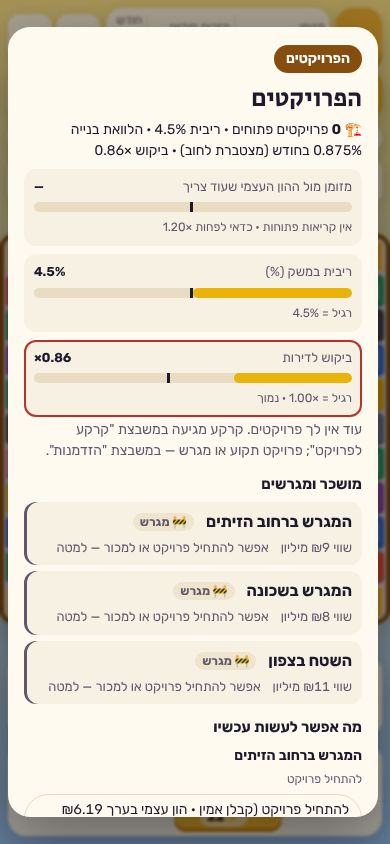 הפרויקטים
הפרויקטים
🏗️ 0 פרויקטים פתוחים • ריבית 4.5% • הלוואת בנייה
0.875% בחודש (מצטברת לחוב) • ביקוש ×0.86
מזומן מול ההון העצמי שעוד צריך –
אין קריאות פתוחות • כדאי לפחות ×1.20
ריבית במשק (%) 4.5%
רגיל = 4.5%
ביקוש לדירות ×0.86
רגיל = ×1.00 • נמוך
עוד אין לך פרויקטים. קרקע מגיעה במשבצת "קרקע
לפרויקט"; פרויקט תקוע או מגרש — במשבצת "הזדמנות".
מושכר ומגרשים
המגרש ברחוב הזיתים 🚧 מגרש
שווי ₪9 מיליון אפשר להתחיל פרויקט או למכור — למטה
המגרש בשכונה 🚧 מגרש
שווי ₪8 מיליון אפשר להתחיל פרויקט או למכור — למטה
השטח בצפון 🚧 מגרש
שווי ₪11 מיליון אפשר להתחיל פרויקט או למכור — למטה
מה אפשר לעשות עכשיו
המגרש ברחוב הזיתים
להתחיל פרויקט
להתחיל פרויקט (קבלן אמין • הון עצמי בערך ₪6.19